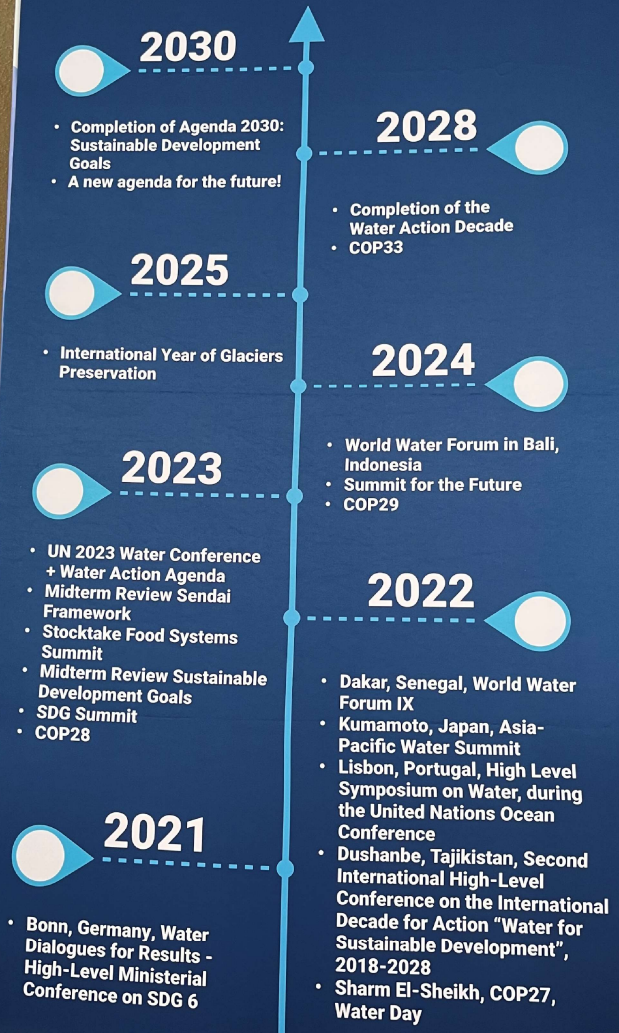 2030
• Completion of Agenda 2030:
Sustainable Development
Goals
• A new agenda for the future!
2028
• Completion of the
Water Action Decade
• COP33
2025
• International Year of Glaciers
Preservation
2024
• World Water Forum in Bali,
Indonesia
• Summit for the Future
• COP29
2023
• UN 2023 Water Conference
+ Water Action Agenda
• Midterm Review Sendai
Framework
• Stocktake Food Systems
Summit
• Midterm Review Sustainable
Development Goals
• SDG Summit
• COP28
2022
• Dakar, Senegal, World Water
Forum IX
• Kumamoto, Japan, Asia-
Pacific Water Summit
• Lisbon, Portugal, High Level
Symposium on Water, during
the United Nations Ocean
Conference
• Dushanbe, Tajikistan, Second
International High-Level
Conference on the International
Decade for Action “Water for
Sustainable Development”,
2018-2028
• Sharm El-Sheikh, COP27,
Water Day
2021
• Bonn, Germany, Water
Dialogues for Results -
High-Level Ministerial
Conference on SDG 6